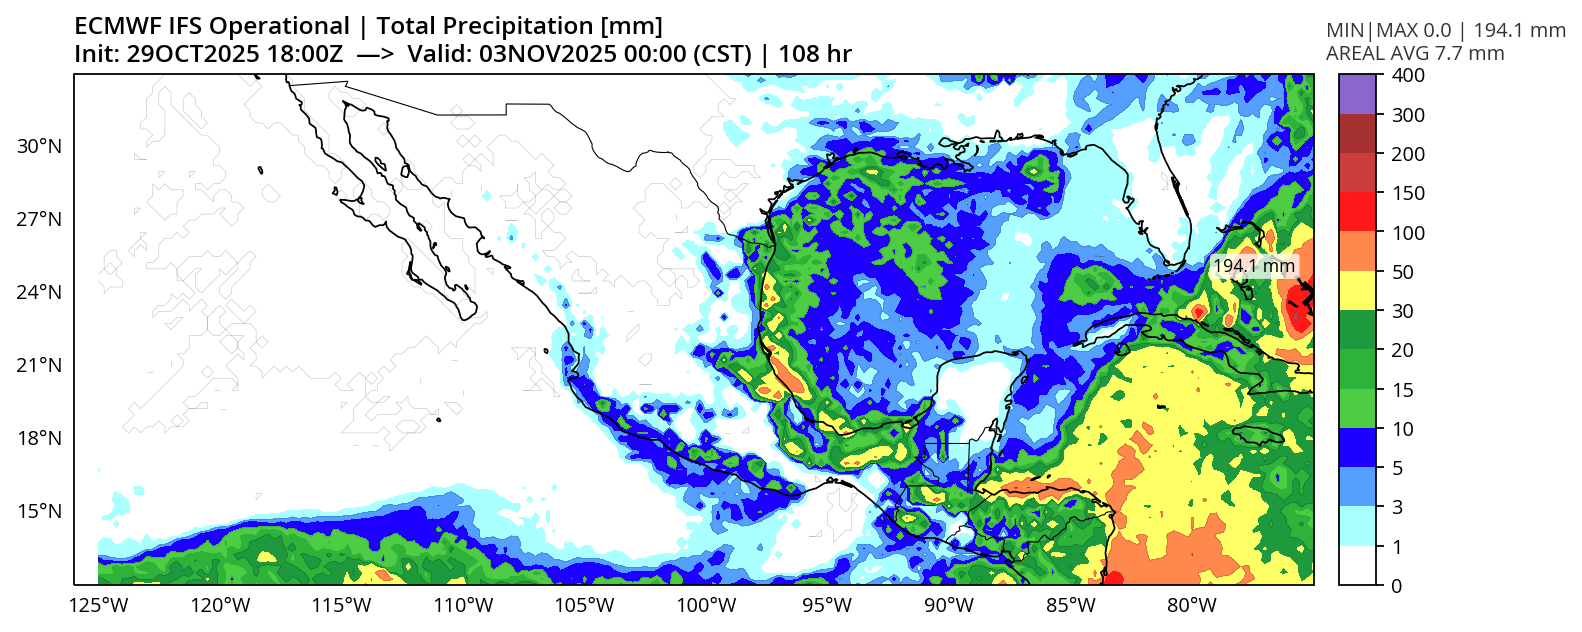 ECMWF IFS Operational | Total Precipitation [mm]
Init: 29OCT2025 18:00Z —> Valid: 03NOV2025 00:00 (CST) | 108 hr
MIN|MAX 0.0 | 194.1 mm
AREAL AVG 7.7 mm
400
300
200
150
100
50
30
20
15
10
5
3
1
0
30°N
27°N
24°N
21°N
18°N
15°N
194.1 mm
125°W 120°W 115°W 110°W 105°W 100°W 95°W 90°W 85°W 80°W